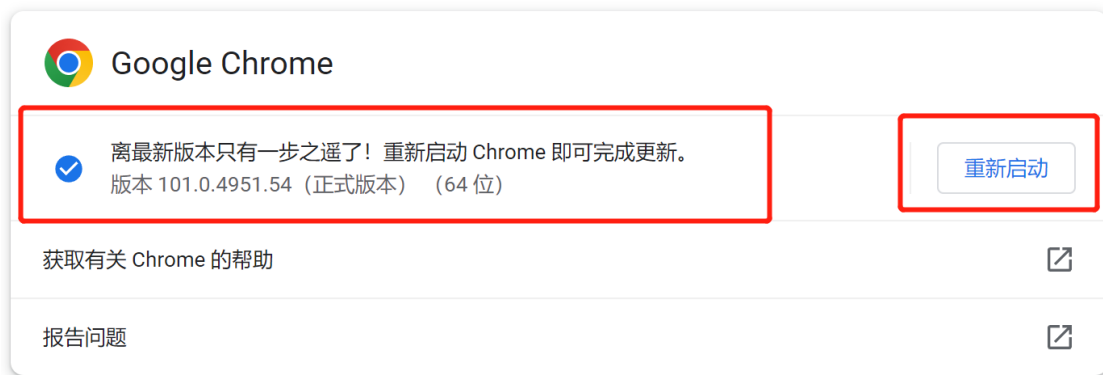 Google Chrome
离最新版本只有一步之遥了！重新启动 Chrome 即可完成更新。
版本 101.0.4951.54（正式版本） （64 位）
重新启动
获取有关 Chrome 的帮助
报告问题